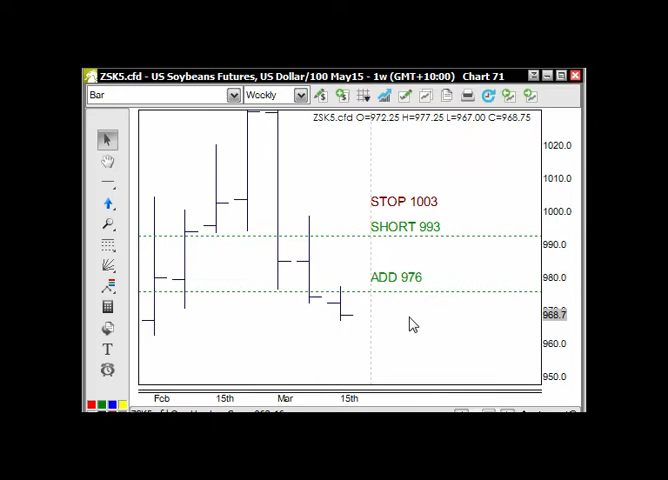 ZSK5.cfd - US Soybeans Futures, US Dollar/100 May15 - 1w (GMT+10:00) Chart 71
Bar Weekly
ZSK5.cfd O=972.25 H=977.25 L=967.00 C=968.75
1020.0
1010.0
STOP 1003
1000.0
SHORT 993
990.0
ADD 976
980.0
968.7
960.0
950.0
Feb 15th Mar 15th